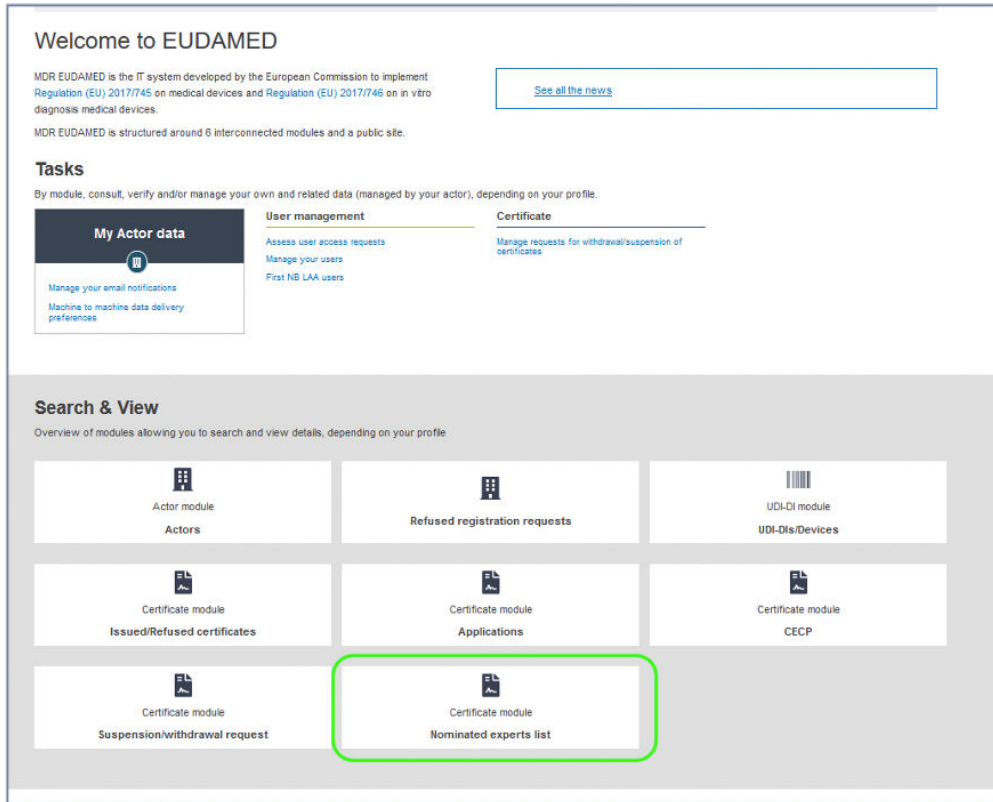 Welcome to EUDAMED
MDR EUDAMED is the IT system developed by the European Commission to implement
Regulation (EU) 2017/745 on medical devices and Regulation (EU) 2017/746 on in vitro
diagnosis medical devices.
MDR EUDAMED is structured around 6 interconnected modules and a public site.
See all the news
Tasks
By module, consult, verify and/or manage your own and related data (managed by your actor), depending on your profile.
My Actor data
Manage your email notifications
Machine to machine data delivery
preferences
User management
Assess user access requests
Manage your users
First NB LAA users
Certificate
Manage requests for withdrawal/suspension of
certificates
Search & View
Overview of modules allowing you to search and view details, depending on your profile
Actor module
Actors
Refused registration requests
UDI-DI module
UDI-DIs/Devices
Certificate module
Issued/Refused certificates
Certificate module
Applications
Certificate module
CECP
Certificate module
Suspension/withdrawal request
Certificate module
Nominated experts list